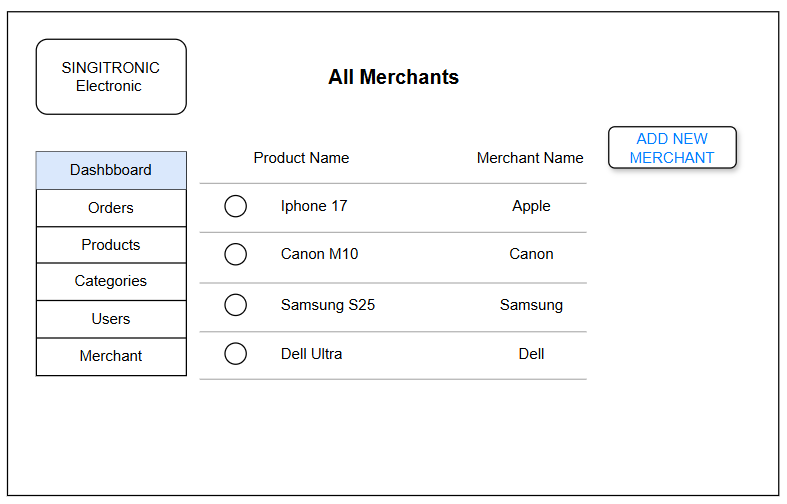 SINGITRONIC
Electronic
All Merchants
ADD NEW
MERCHANT
Product Name Merchant Name
Dashbboard
Orders
Products
Categories
Users
Merchant
Iphone 17 Apple
Canon M10 Canon
Samsung S25 Samsung
Dell Ultra Dell